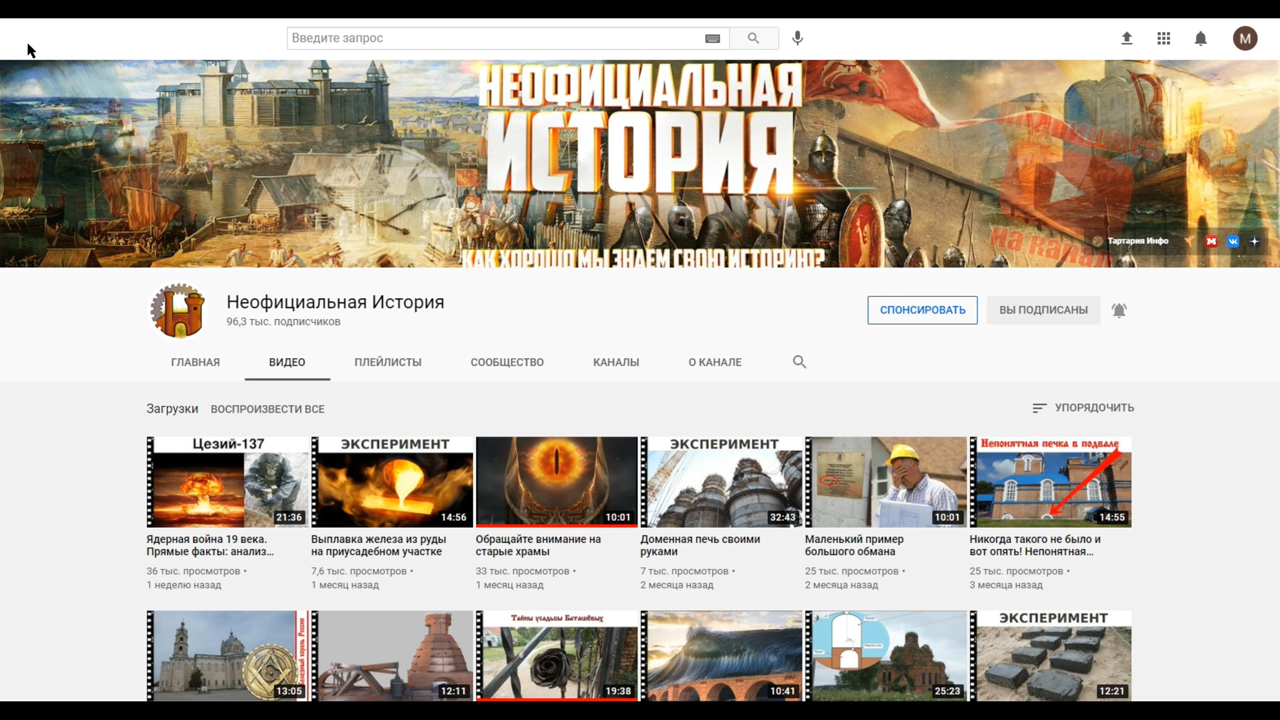 Введите запрос
M
НЕОФИЦИАЛЬНАЯ
ИСТОРИЯ
КАК ХОРОШО МЫ ЗНАЕМ СВОЮ ИСТОРИЮ?
на канал
Тартария Инфо
Неофициальная История
96,3 тыс. подписчиков
СПОНСИРОВАТЬ
ВЫ ПОДПИСАНЫ
ГЛАВНАЯ
ВИДЕО
ПЛЕЙЛИСТЫ
СООБЩЕСТВО
КАНАЛЫ
О КАНАЛЕ
Загрузки
ВОСПРОИЗВЕСТИ ВСЕ
УПОРЯДОЧИТЬ
Цезий-137
21:36
ЭКСПЕРИМЕНТ
14:56
10:01
ЭКСПЕРИМЕНТ
32:43
10:01
Непонятная печка в подвале
14:55
Ядерная война 19 века.
Прямые факты: анализ...
36 тыс. просмотров •
1 неделю назад
Выплавка железа из руды
на приусадебном участке
7,6 тыс. просмотров •
1 месяц назад
Обращайте внимание на
старые храмы
33 тыс. просмотров •
1 месяц назад
Доменная печь своими
руками
7 тыс. просмотров •
2 месяца назад
Маленький пример
большого обмана
25 тыс. просмотров •
2 месяца назад
Никогда такого не было и
вот опять! Непонятная...
25 тыс. просмотров •
3 месяца назад
13:05
12:11
Тайны усадьбы Баташёвых
19:38
10:41
25:23
ЭКСПЕРИМЕНТ
12:21